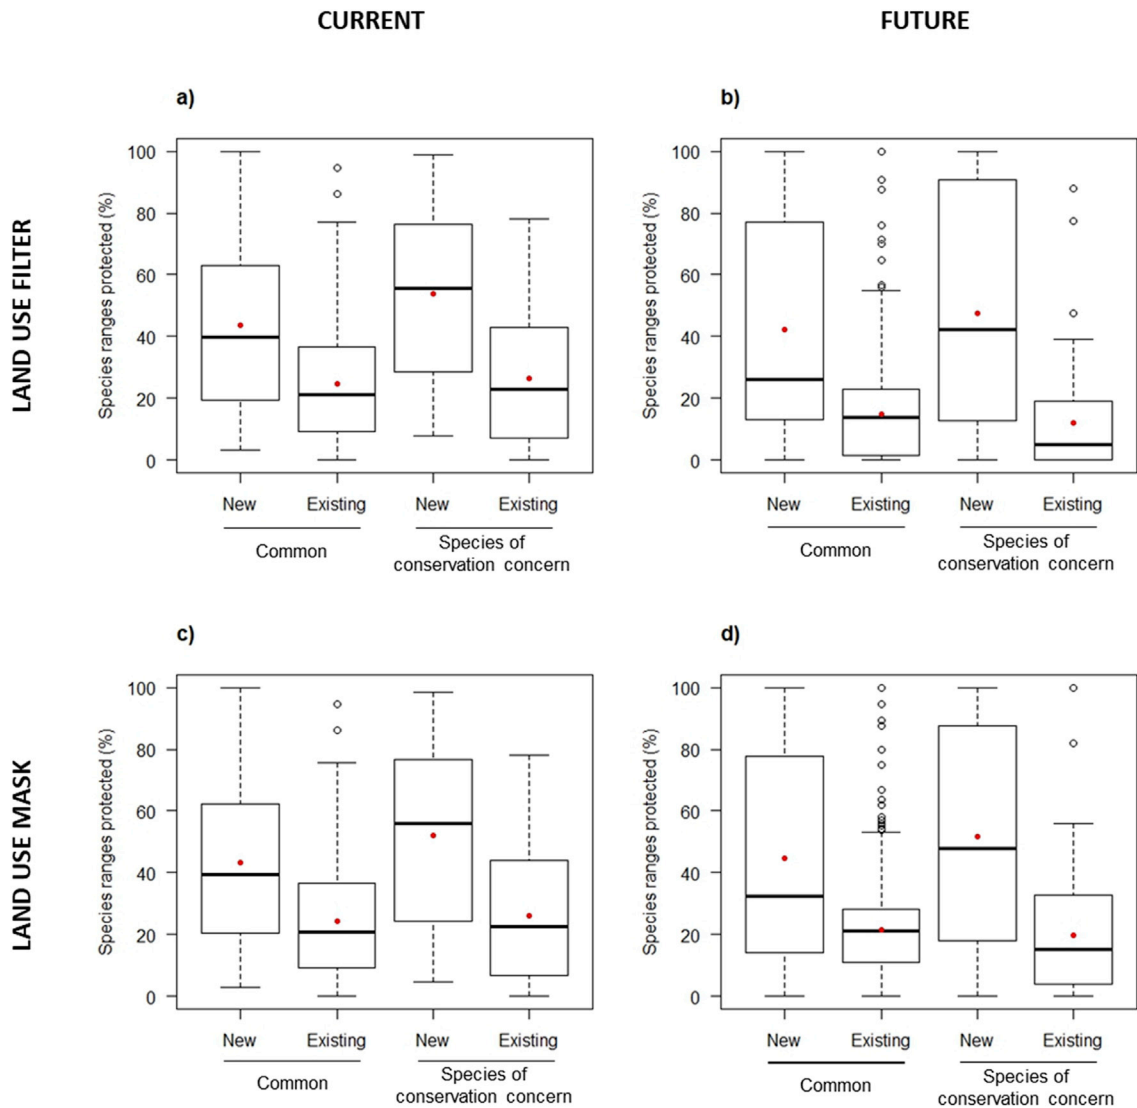 CURRENT
FUTURE
LAND USE FILTER
a)
Species ranges protected (%)
100
80
60
40
20
0
New Existing New Existing
Common
Species of
conservation concern
b)
Species ranges protected (%)
100
80
60
40
20
0
New Existing New Existing
Common
Species of
conservation concern
LAND USE MASK
c)
Species ranges protected (%)
100
80
60
40
20
0
New Existing New Existing
Common
Species of
conservation concern
d)
Species ranges protected (%)
100
80
60
40
20
0
New Existing New Existing
Common
Species of
conservation concern